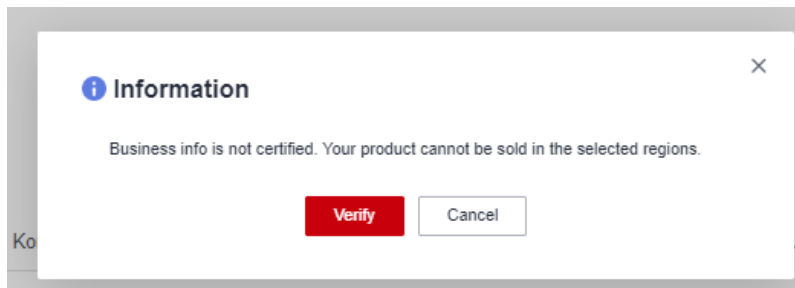 Information
Business info is not certified. Your product cannot be sold in the selected regions.
Verify
Cancel
Ko